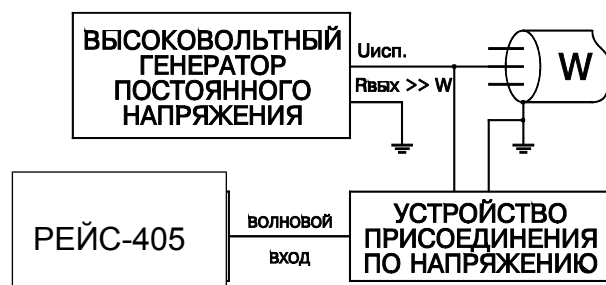 ВЫСОКОВОЛЬТНЫЙ
ГЕНЕРАТОР
ПОСТОЯННОГО
НАПРЯЖЕНИЯ
Uисп.
Rвых >> W
W
РЕЙС-405
ВОЛНОВОЙ
ВХОД
УСТРОЙСТВО
ПРИСОЕДИНЕНИЯ
ПО НАПРЯЖЕНИЮ